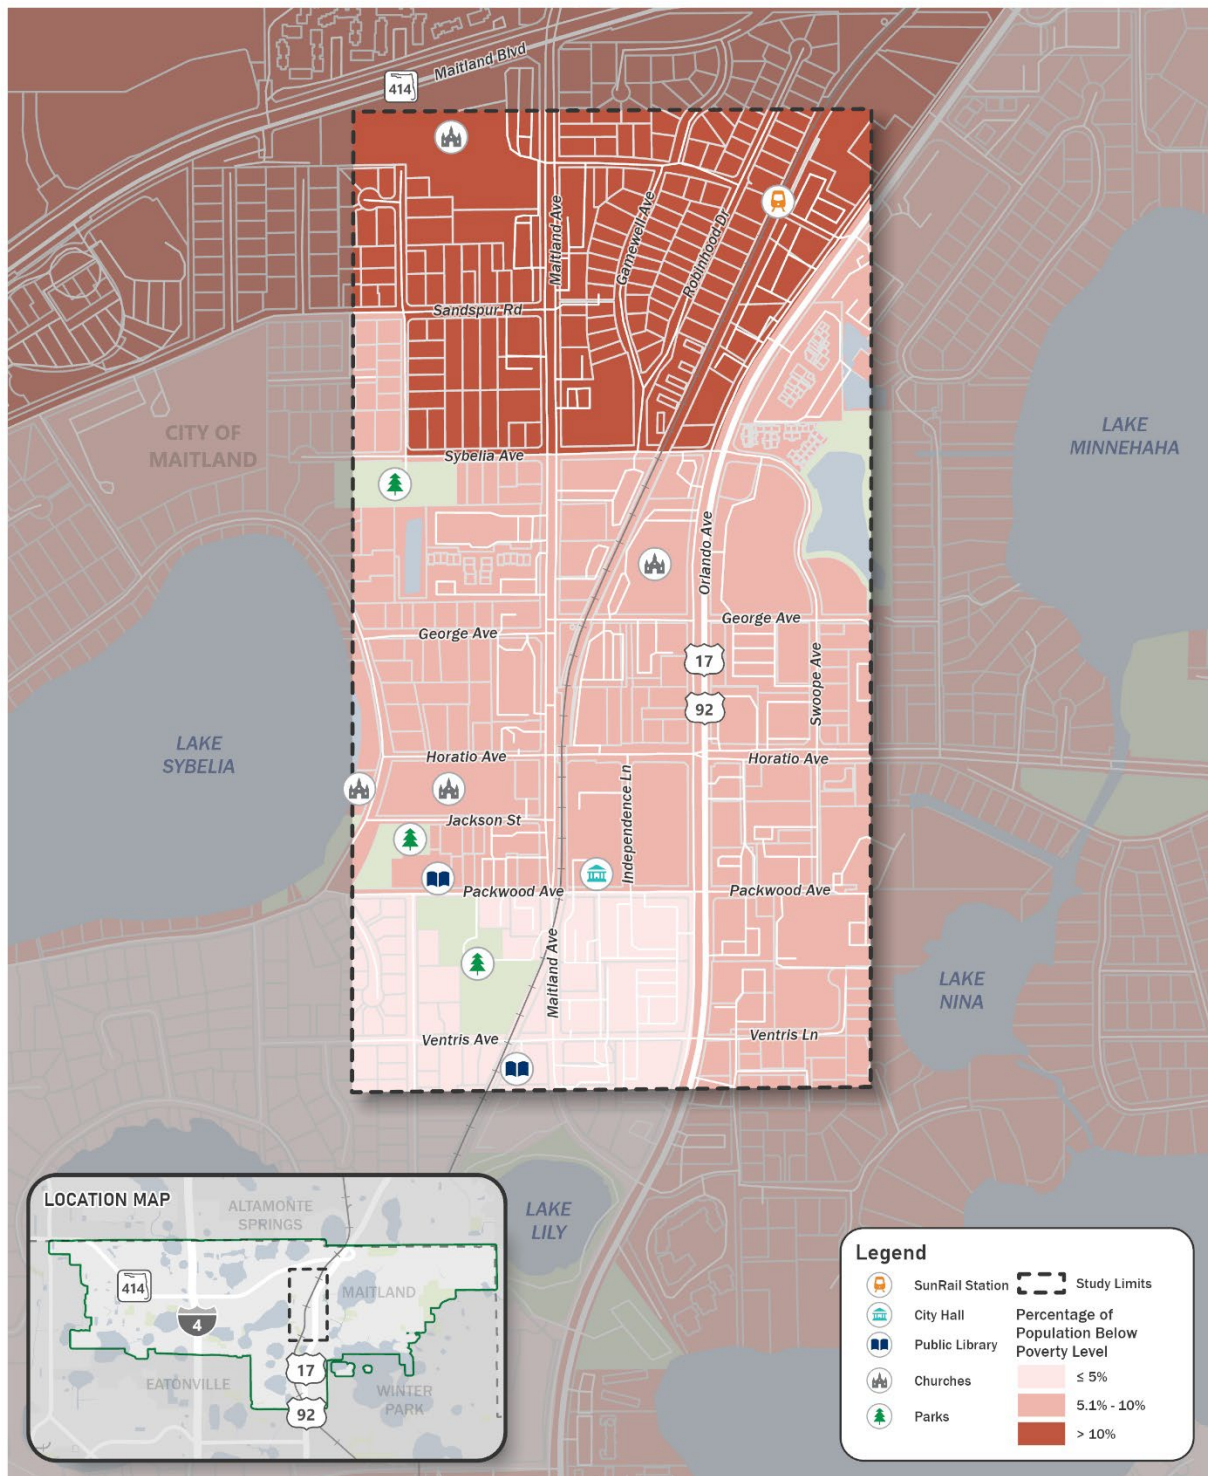 Maitland Blvd
414
Maitland Ave
Gamewell Ave
Robinhood Dr
Sandspur Rd
CITY OF
MAITLAND
LAKE
MINNEHAHA
Sybelia Ave
Orlando Ave
George Ave
George Ave
17
Swoope Ave
92
LAKE
SYBELIA
Horatio Ave
Horatio Ave
Independence Ln
Jackson St
Packwood Ave
Packwood Ave
Maitland Ave
LAKE
NINA
Ventris Ave
Ventris Ln
LAKE
LILY
LOCATION MAP
ALTAMONTE
SPRINGS
414
MAITLAND
4
17
EATONVILLE
WINTER
PARK
92
Legend
SunRail Station
City Hall
Public Library
Churches
Parks
Study Limits
Percentage of
Population Below
Poverty Level
≤ 5%
5.1% - 10%
> 10%